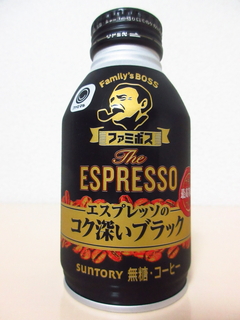 OPEN
Family's BOSS
ファミボス
The
ESPRESSO
エスプレッソの
コク深いブラック
SUNTORY 無糖・コーヒー